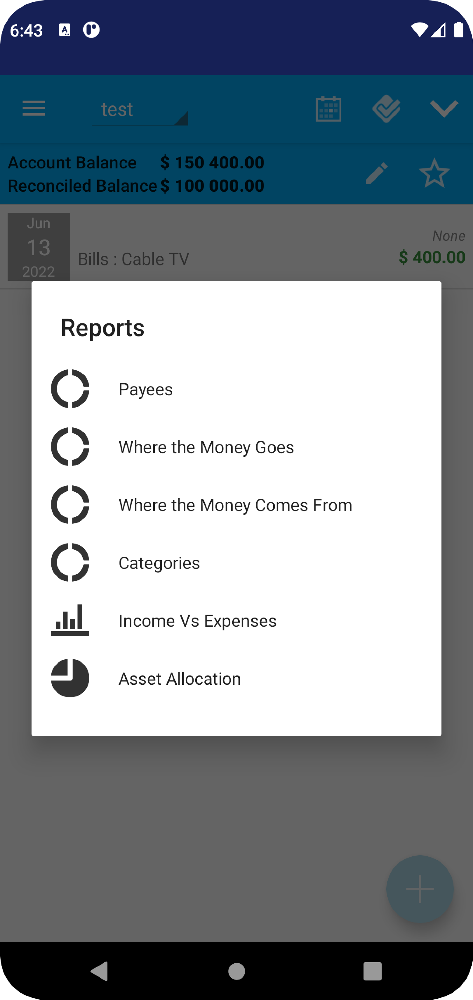 6:43
test
Account Balance $ 150 400.00
Reconciled Balance $ 100 000.00
Jun
13
2022
None
Bills : Cable TV
$ 400.00
Reports
Payees
Where the Money Goes
Where the Money Comes From
Categories
Income Vs Expenses
Asset Allocation